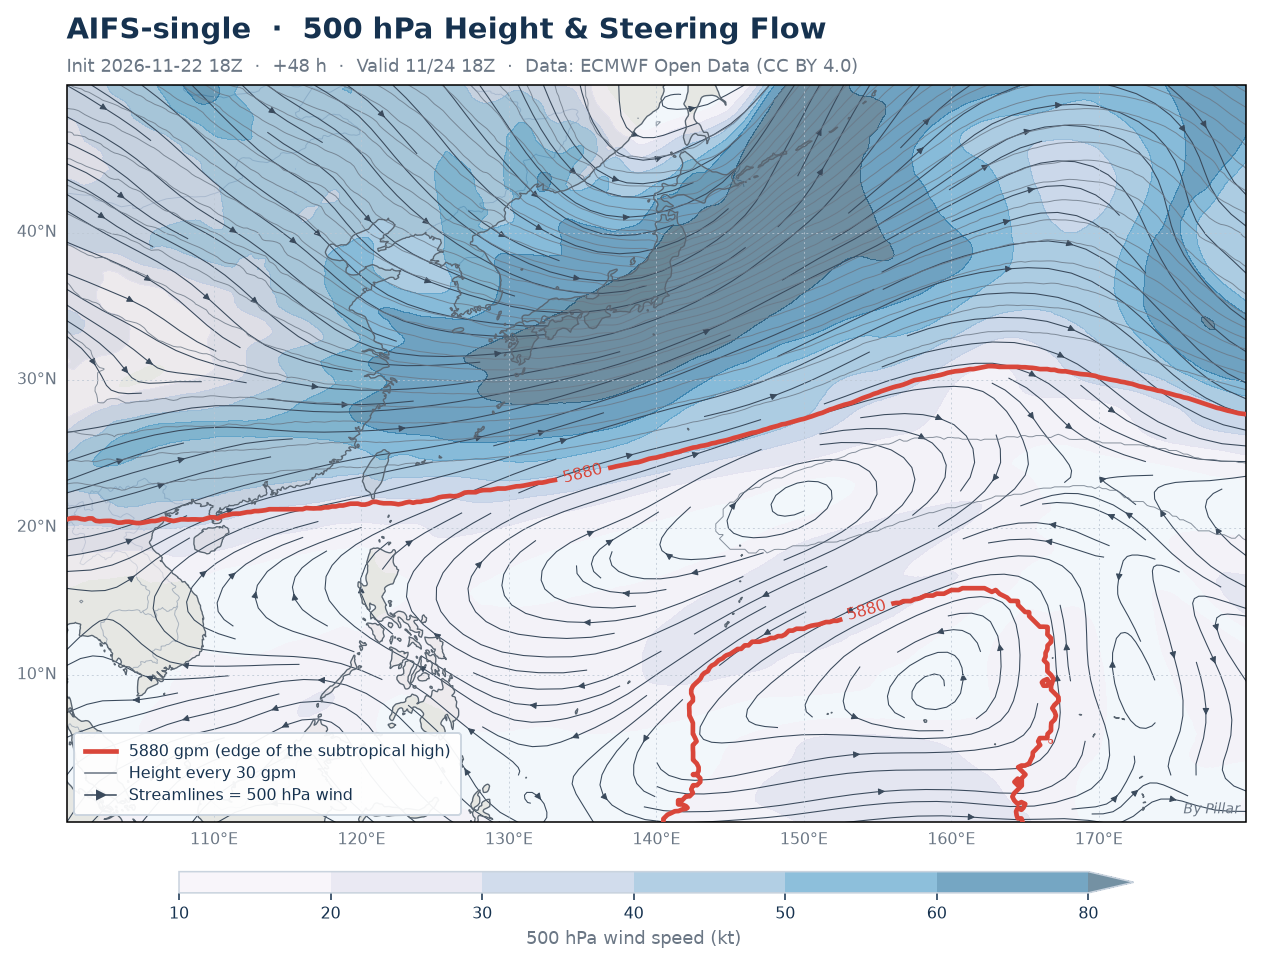 AIFS-single · 500 hPa Height & Steering Flow
Init 2026-11-22 18Z · +48 h · Valid 11/24 18Z · Data: ECMWF Open Data (CC BY 4.0)
40°N
30°N
20°N
10°N
5880
5880
5880 gpm (edge of the subtropical high)
Height every 30 gpm
Streamlines = 500 hPa wind
By Pillar
110°E 120°E 130°E 140°E 150°E 160°E 170°E
10 20 30 40 50 60 80
500 hPa wind speed (kt)